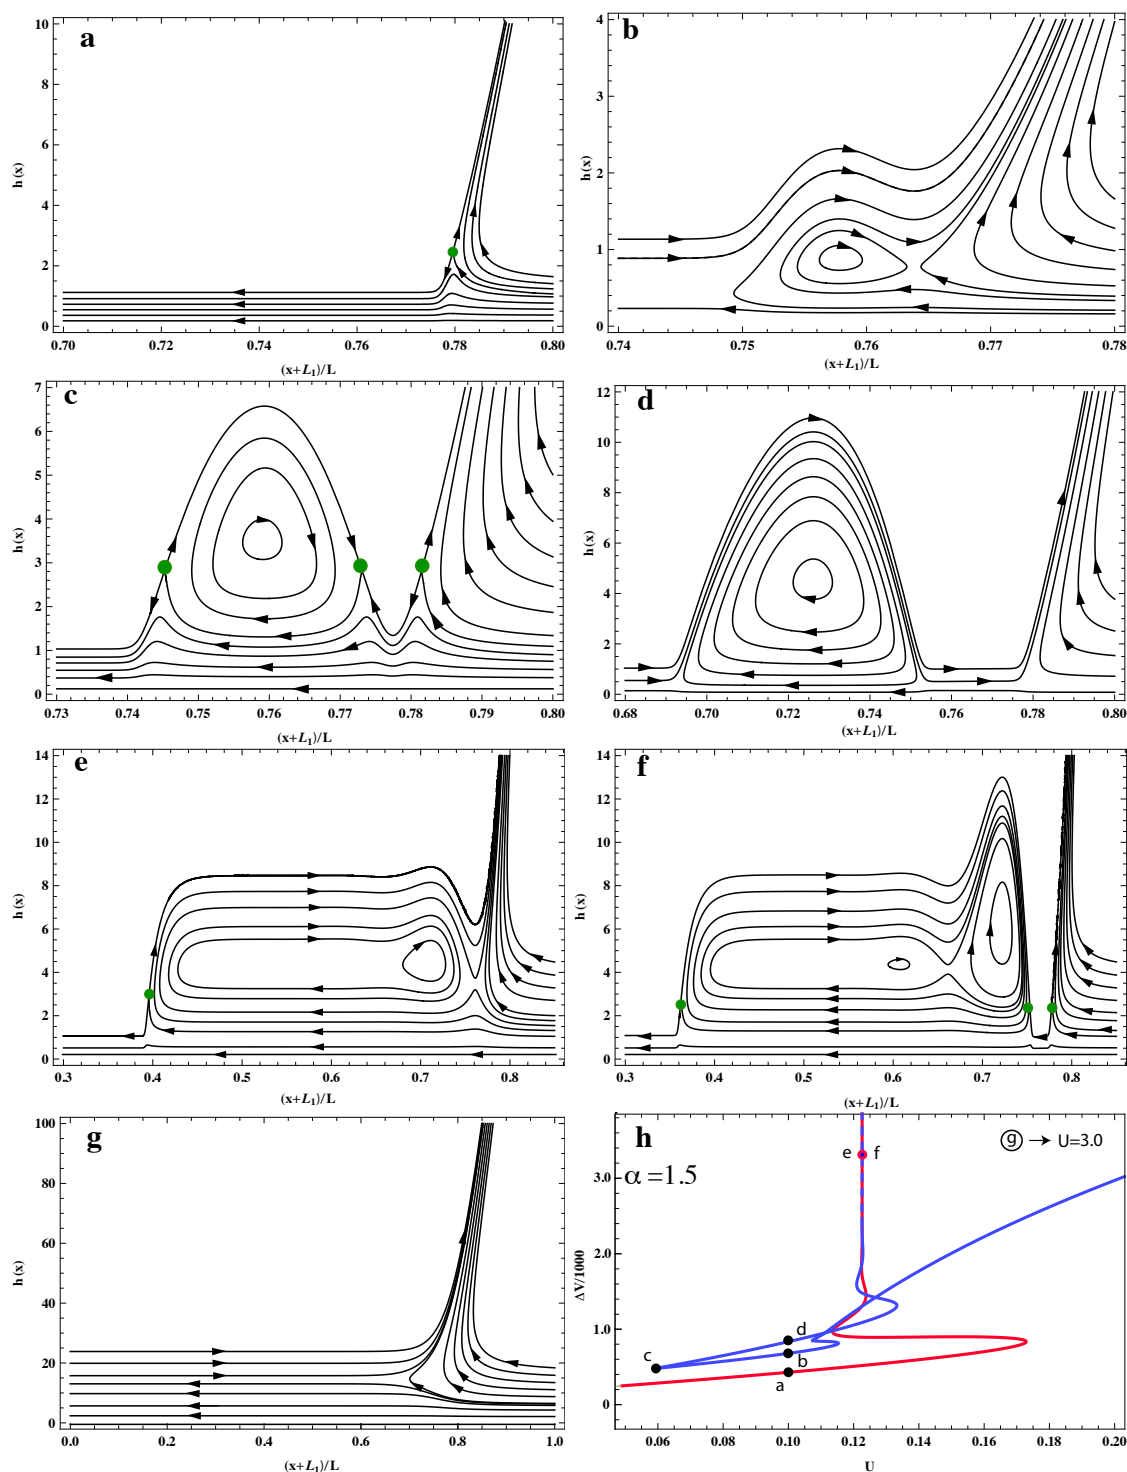 a
10
8
6
4
2
0
h(x)
0.70 0.72 0.74 0.76 0.78 0.80
(x+L₁)/L
b
4
3
2
1
0
h(x)
0.74 0.75 0.76 0.77 0.78
(x+L₁)/L
c
7
6
5
4
3
2
1
0
h(x)
0.73 0.74 0.75 0.76 0.77 0.78 0.79 0.80
(x+L₁)/L
d
12
10
8
6
4
2
0
h(x)
0.68 0.70 0.72 0.74 0.76 0.78 0.80
(x+L₁)/L
e
14
12
10
8
6
4
2
0
h(x)
0.3 0.4 0.5 0.6 0.7 0.8
(x+L₁)/L
f
14
12
10
8
6
4
2
0
h(x)
0.3 0.4 0.5 0.6 0.7 0.8
(x+L₁)/L
g
100
80
60
40
20
0
h(x)
0.0 0.2 0.4 0.6 0.8 1.0
(x+L₁)/L
h
g → U=3.0
α=1.5
e f
d
c
b
a
3.0
2.0
1.0
0
ΔV/1000
0.06 0.08 0.10 0.12 0.14 0.16 0.18 0.20
U